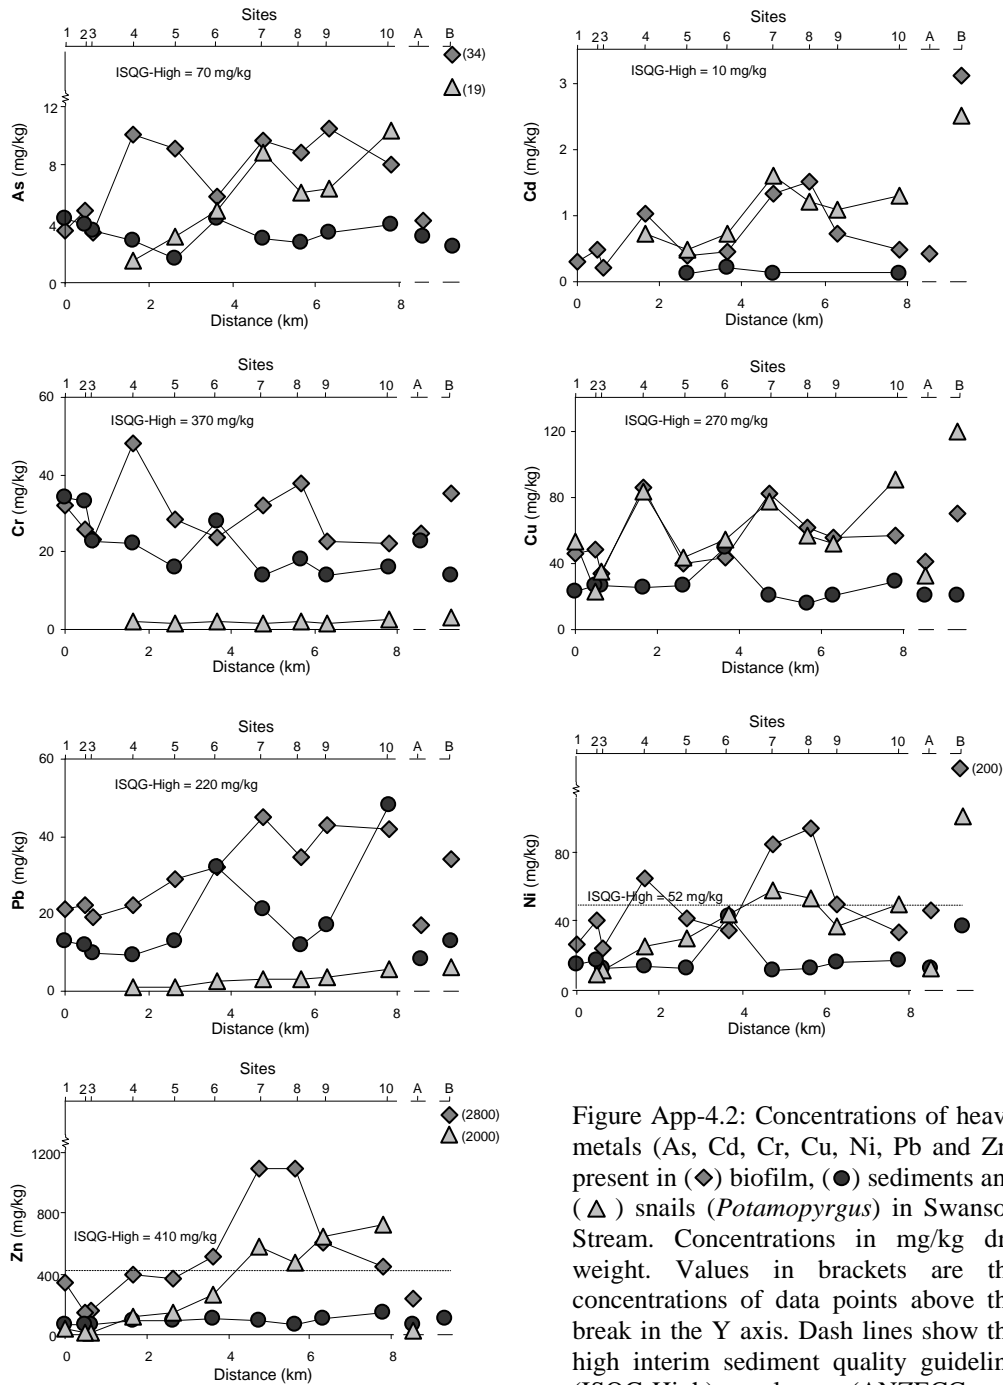 Sites
1 2 3 4 5 6 7 8 9 10 A B
(34)
(19)
ISQG-High = 70 mg/kg
As (mg/kg)
12
8
4
0
0 2 4 6 8
Distance (km)
Sites
1 2 3 4 5 6 7 8 9 10 A B
ISQG-High = 10 mg/kg
Cd (mg/kg)
3
2
1
0
0 2 4 6 8
Distance (km)
Sites
1 2 3 4 5 6 7 8 9 10 A B
ISQG-High = 370 mg/kg
Cr (mg/kg)
60
40
20
0
0 2 4 6 8
Distance (km)
Sites
1 2 3 4 5 6 7 8 9 10 A B
ISQG-High = 270 mg/kg
Cu (mg/kg)
120
80
40
0
0 2 4 6 8
Distance (km)
Sites
1 2 3 4 5 6 7 8 9 10 A B
ISQG-High = 220 mg/kg
Pb (mg/kg)
60
40
20
0
0 2 4 6 8
Distance (km)
Sites
1 2 3 4 5 6 7 8 9 10 A B
(200)
ISQG-High = 52 mg/kg
Ni (mg/kg)
80
40
0
0 2 4 6 8
Distance (km)
Sites
1 2 3 4 5 6 7 8 9 10 A B
(2800)
(2000)
ISQG-High = 410 mg/kg
Zn (mg/kg)
1200
800
400
0
0 2 4 6 8
Distance (km)
Figure App-4.2: Concentrations of heav
metals (As, Cd, Cr, Cu, Ni, Pb and Zn
present in (◆) biofilm, (●) sediments an
(△) snails (Potamopyrgus) in Swanso
Stream. Concentrations in mg/kg dr
weight. Values in brackets are th
concentrations of data points above th
break in the Y axis. Dash lines show th
high interim sediment quality guidelin